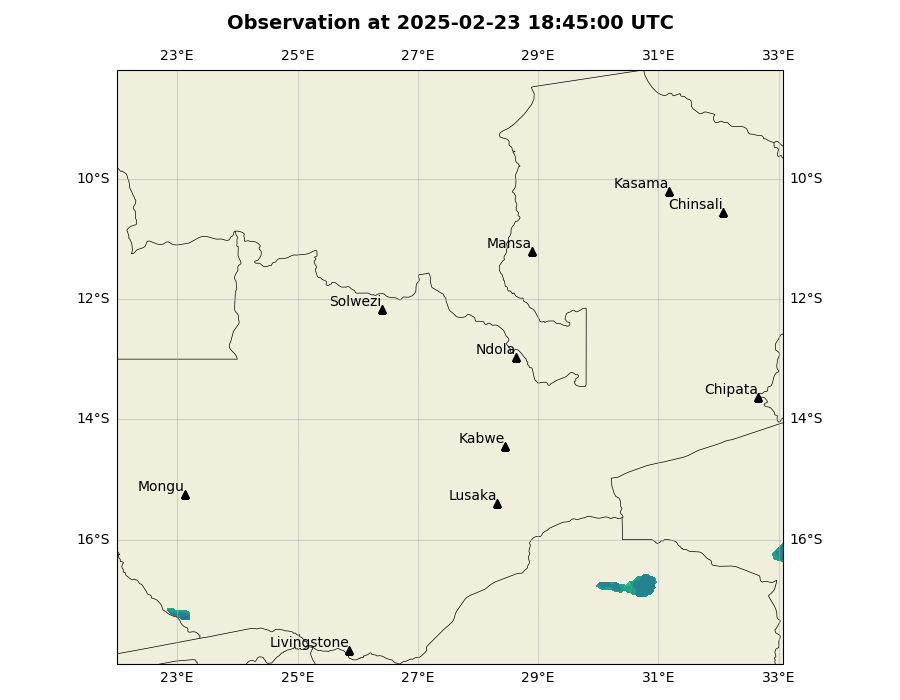 Observation at 2025-02-23 18:45:00 UTC
23°E 25°E 27°E 29°E 31°E 33°E
10°S 10°S
Kasama
Chinsali
Mansa
12°S 12°S
Solwezi
Ndola
Chipata
14°S 14°S
Kabwe
Mongu
Lusaka
16°S 16°S
Livingstone
23°E 25°E 27°E 29°E 31°E 33°E